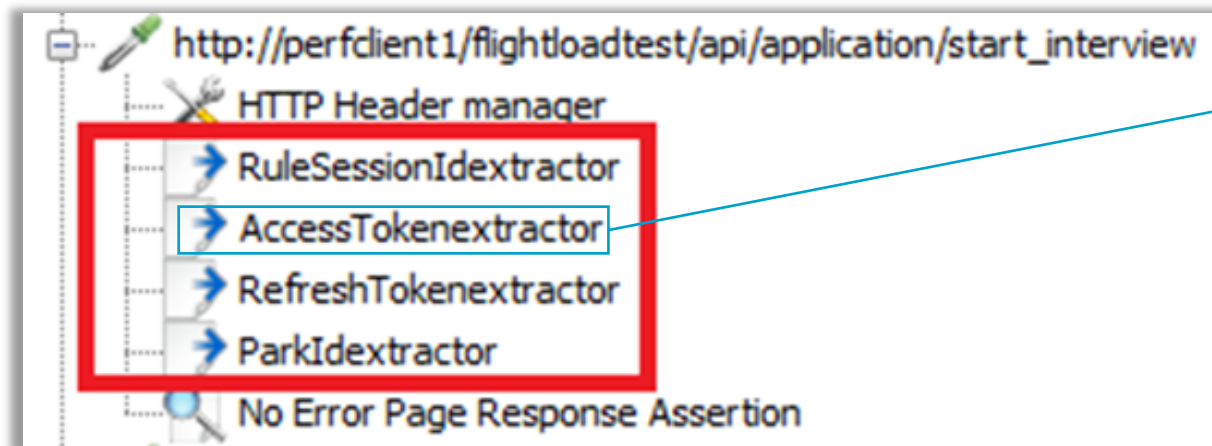 http://perfclient1/flightloadtest/api/application/start_interview
HTTP Header manager
RuleSessionIdextractor
AccessTokenextractor
RefreshTokenextractor
ParkIdextractor
No Error Page Response Assertion